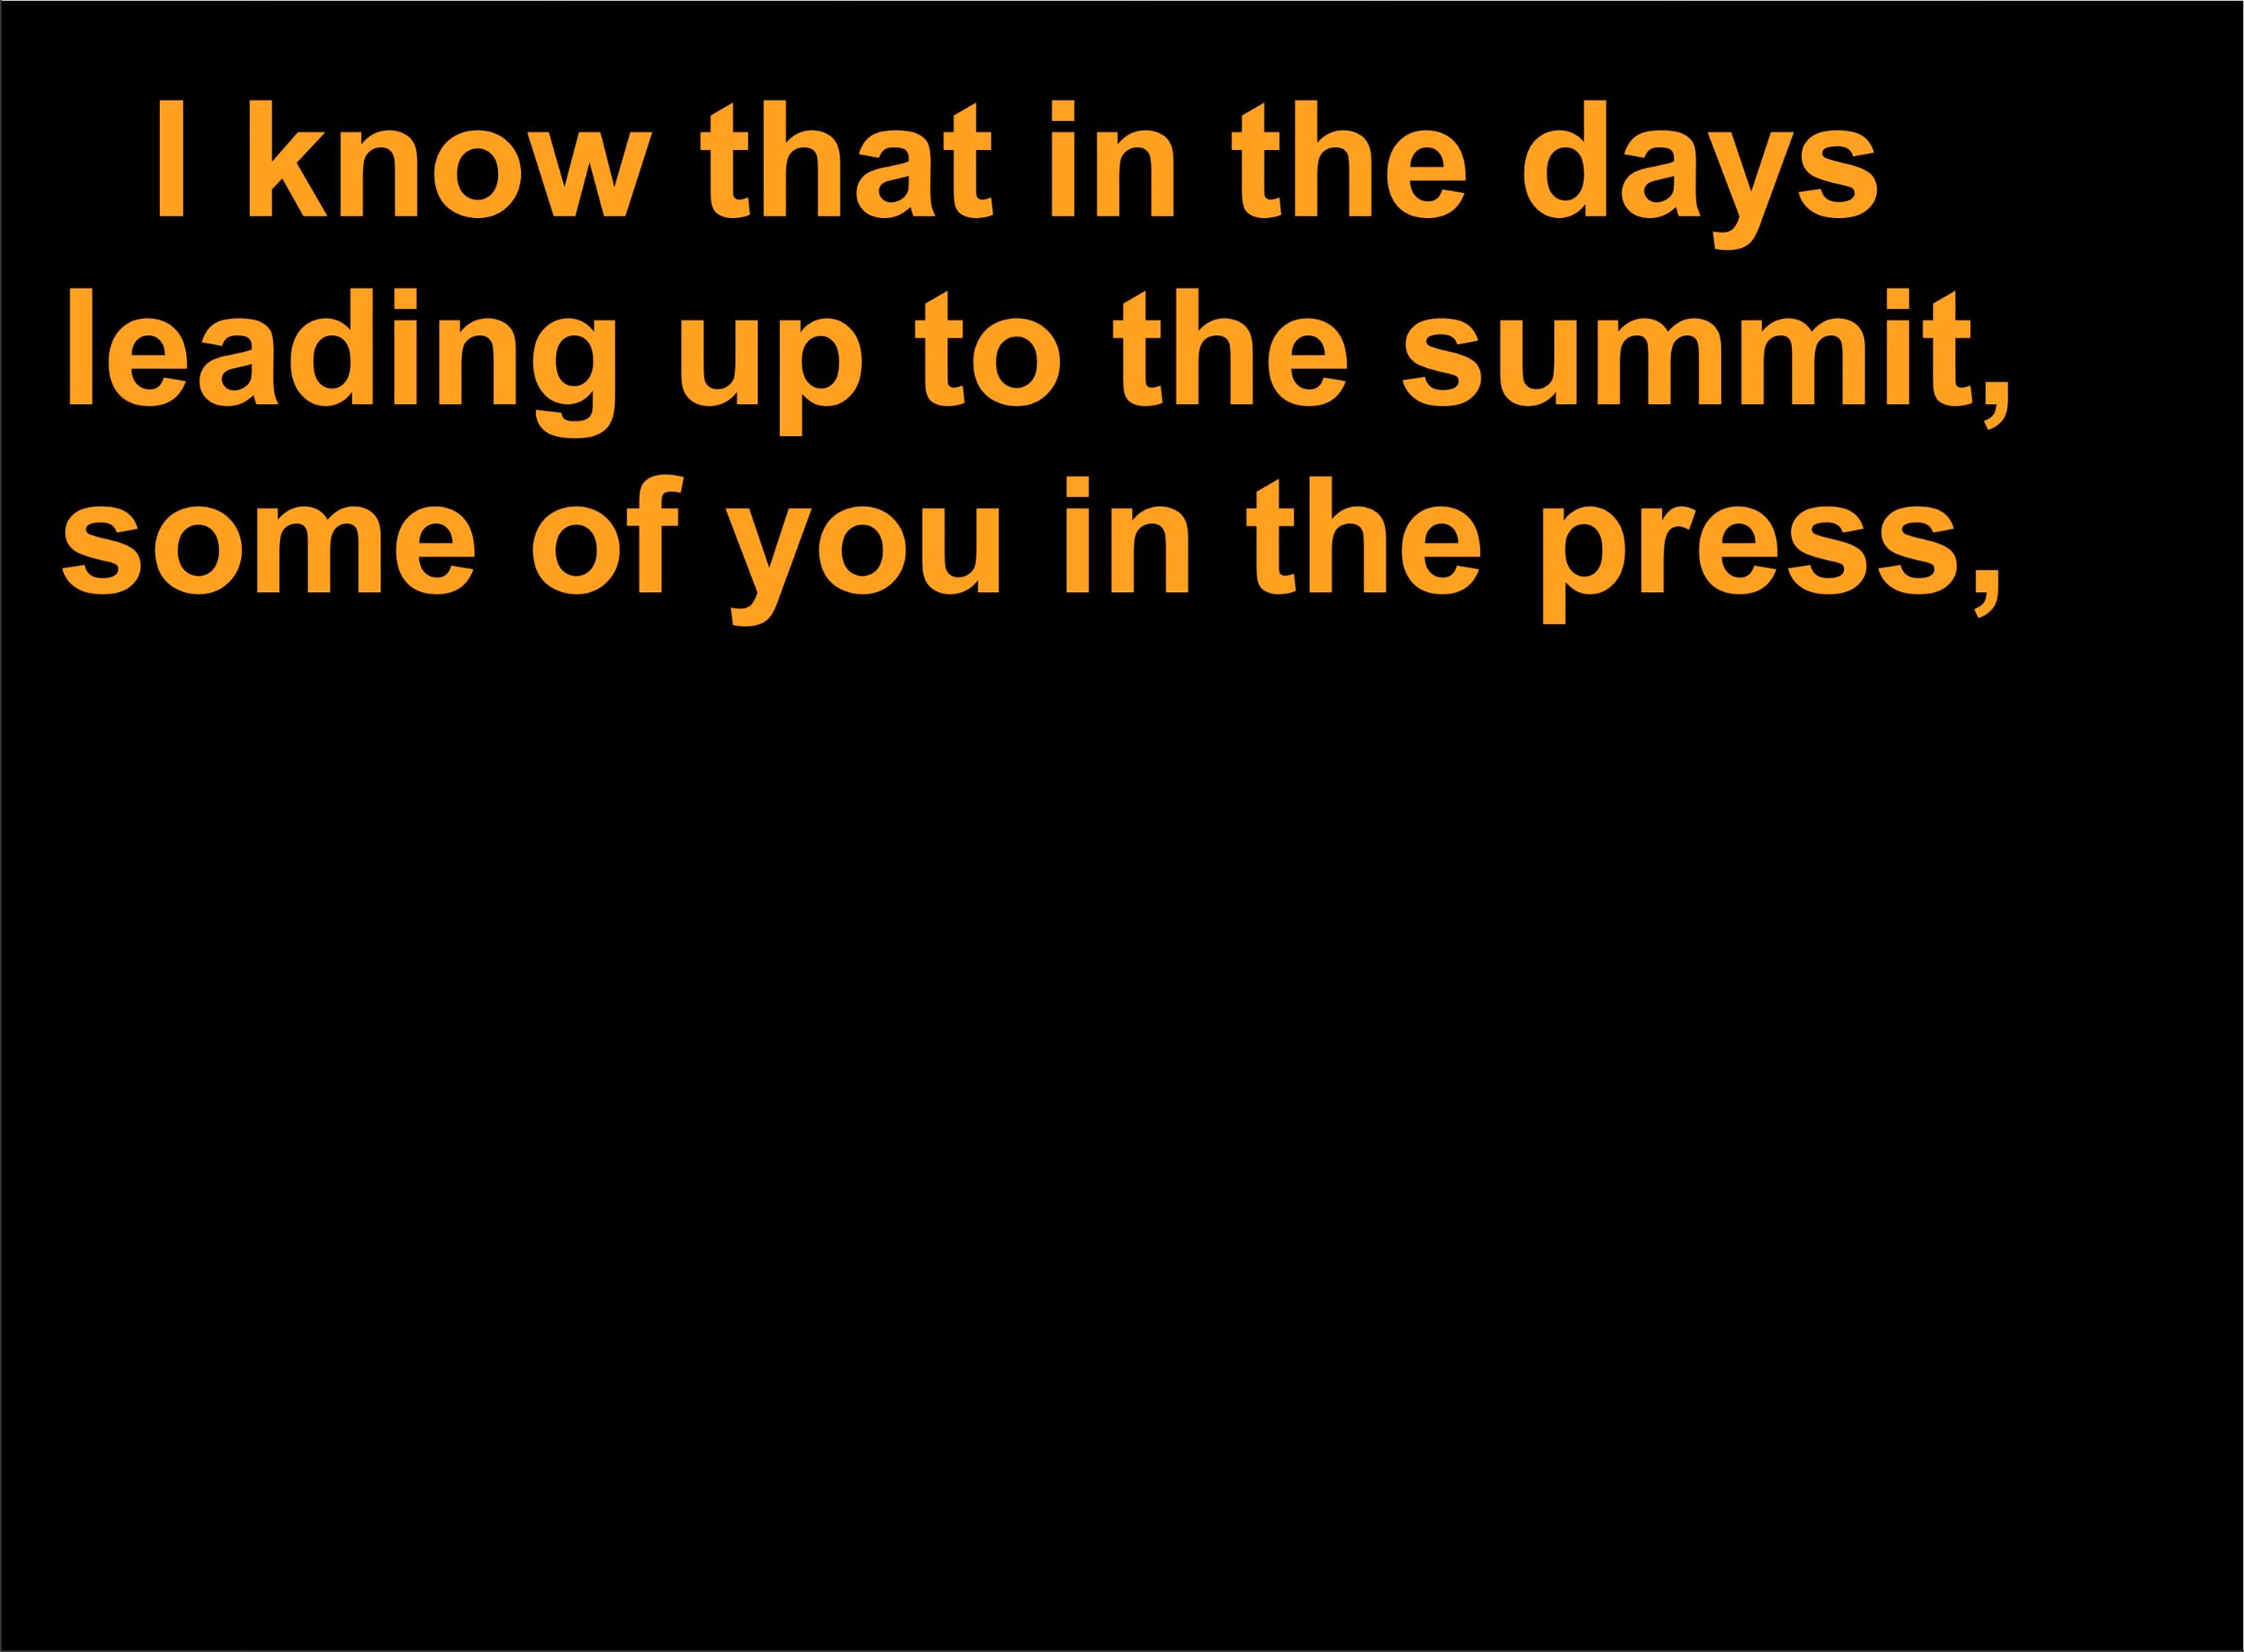 I know that in the days
leading up to the summit,
some of you in the press,